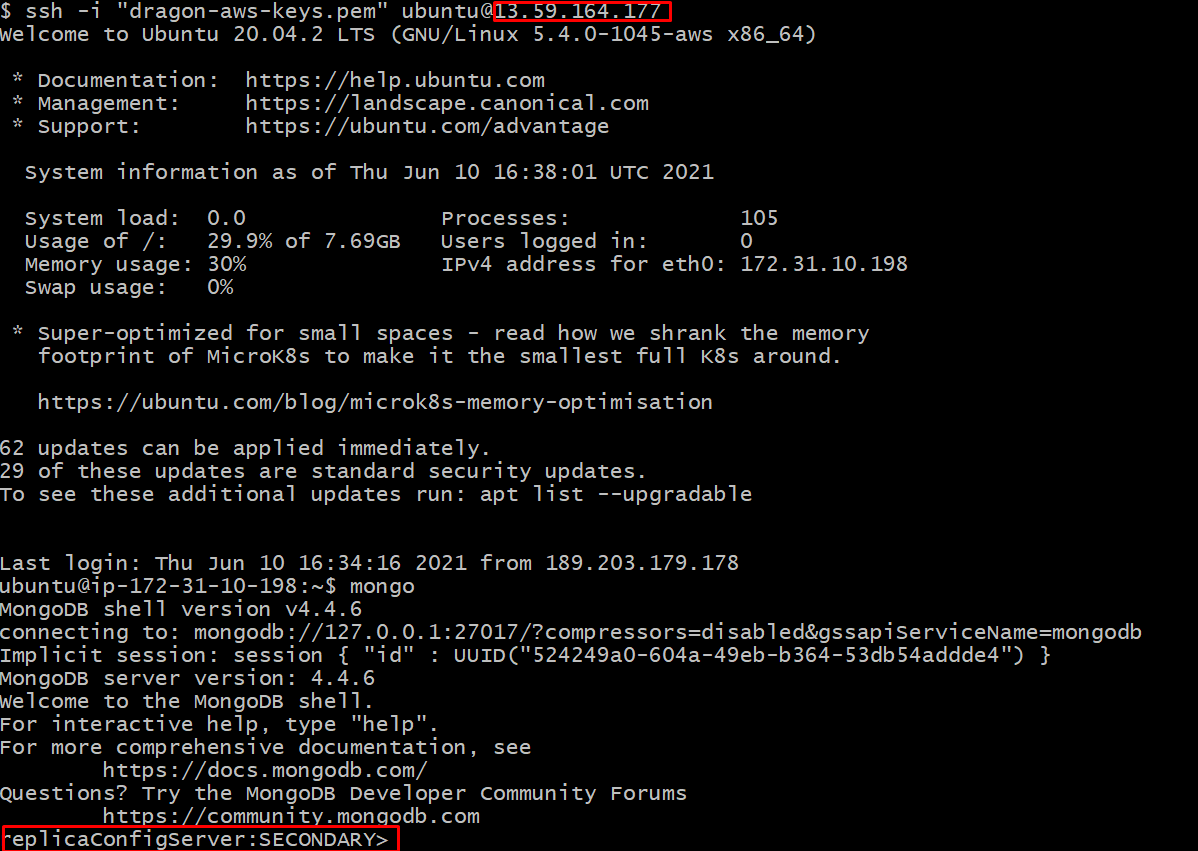 $ ssh -i "dragon-aws-keys.pem" ubuntu@13.59.164.177
Welcome to Ubuntu 20.04.2 LTS (GNU/Linux 5.4.0-1045-aws x86_64)
* Documentation:  https://help.ubuntu.com
* Management:     https://landscape.canonical.com
* Support:        https://ubuntu.com/advantage
System information as of Thu Jun 10 16:38:01 UTC 2021
System load:  0.0                Processes:             105
Usage of /:   29.9% of 7.69GB   Users logged in:       0
Memory usage: 30%                IPv4 address for eth0: 172.31.10.198
Swap usage:   0%
* Super-optimized for small spaces - read how we shrank the memory
footprint of MicroK8s to make it the smallest full K8s around.
https://ubuntu.com/blog/microk8s-memory-optimisation
62 updates can be applied immediately.
29 of these updates are standard security updates.
To see these additional updates run: apt list --upgradable
Last login: Thu Jun 10 16:34:16 2021 from 189.203.179.178
ubuntu@ip-172-31-10-198:~$ mongo
MongoDB shell version v4.4.6
connecting to: mongodb://127.0.0.1:27017/?compressors=disabled&gssapiServiceName=mongodb
Implicit session: session { "id" : UUID("524249a0-604a-49eb-b364-53db54addde4") }
MongoDB server version: 4.4.6
Welcome to the MongoDB shell.
For interactive help, type "help".
For more comprehensive documentation, see
https://docs.mongodb.com/
Questions? Try the MongoDB Developer Community Forums
https://community.mongodb.com
replicaConfigServer:SECONDARY>